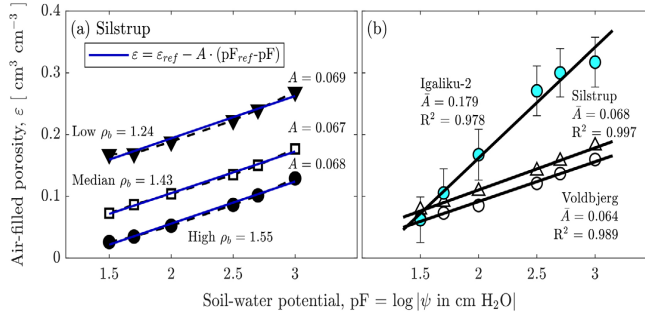 (a) Silstrup
ε = ε_ref − A · (pF_ref-pF)
A = 0.069
Low ρ_b = 1.24
A = 0.067
Median ρ_b = 1.43
A = 0.068
High ρ_b = 1.55
(b)
Igaliku-2
Ā = 0.179
R² = 0.978
Silstrup
Ā = 0.068
R² = 0.997
Voldbjerg
Ā = 0.064
R² = 0.989
Air-filled porosity, ε [ cm³ cm⁻³ ]
0.4
0.3
0.2
0.1
0
1.5 2 2.5 3
1.5 2 2.5 3
Soil-water potential, pF = log |ψ in cm H2O|